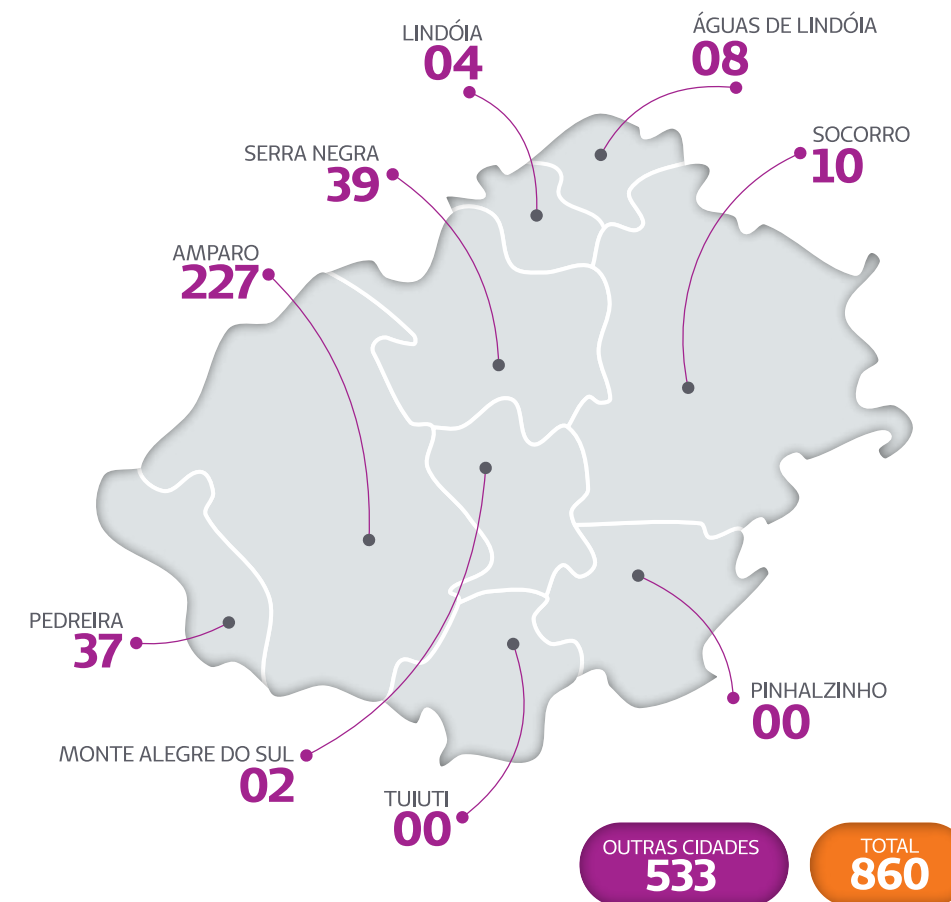 LINDÓIA
04
ÁGUAS DE LINDÓIA
08
SERRA NEGRA
39
SOCORRO
10
AMPARO
227
PEDREIRA
37
PINHALZINHO
00
MONTE ALEGRE DO SUL
02
TUIUTI
00
OUTRAS CIDADES
533
TOTAL
860